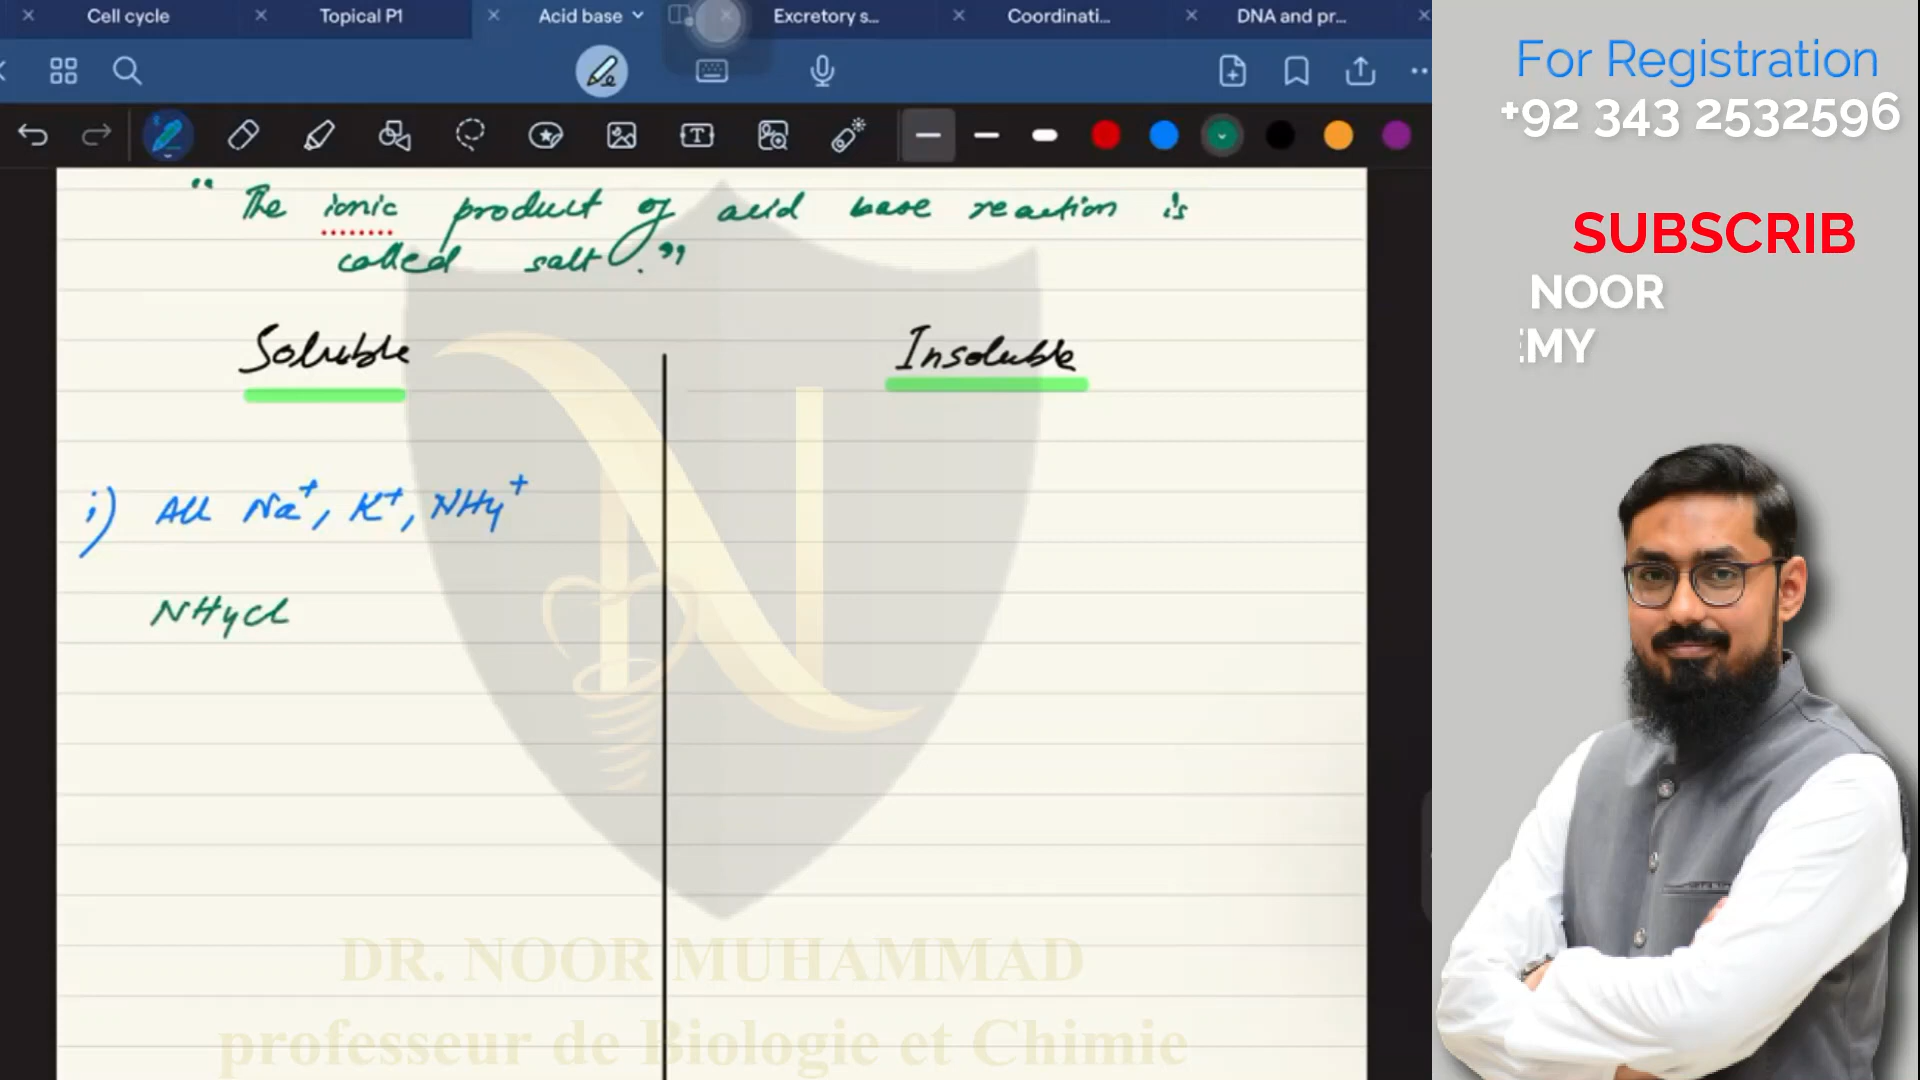 Cell cycle
Topical P1
Acid base
Excretory s...
Coordinati...
DNA and pr...
For Registration
+92 343 2532596
SUBSCRIB
NOOR
EMY
" The ionic product of acid base reaction is
called salt."
Soluble
Insoluble
i) All Na⁺, K⁺, NH₄⁺
NH₄Cl
DR. NOOR MUHAMMAD
professeur de Biologie et Chimie